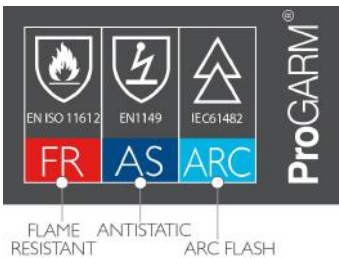 EN ISO 11612 EN1149 IEC61482
FR AS ARC
ProGARM®
FLAME RESISTANT
ANTISTATIC
ARC FLASH